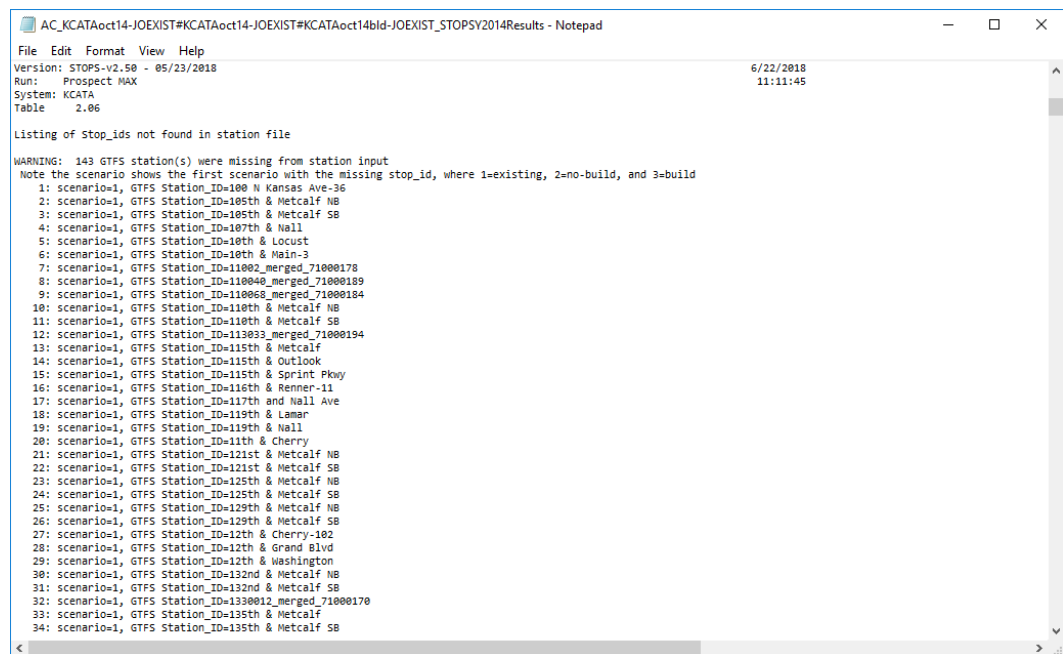 AC_KCATAoct14-JOEXIST#KCATAoct14-JOEXIST#KCATAoct14bld-JOEXIST_STOPSY2014Results - Notepad
File Edit Format View Help
Version: STOPS-v2.50 - 05/23/2018 6/22/2018
Run: Prospect MAX 11:11:45
System: KCATA
Table 2.06
Listing of Stop_ids not found in station file
WARNING: 143 GTFS station(s) were missing from station input
Note the scenario shows the first scenario with the missing stop_id, where 1=existing, 2=no-build, and 3=build
1: scenario=1, GTFS Station_ID=100 N Kansas Ave-36
2: scenario=1, GTFS Station_ID=105th & Metcalf NB
3: scenario=1, GTFS Station_ID=105th & Metcalf SB
4: scenario=1, GTFS Station_ID=107th & Nall
5: scenario=1, GTFS Station_ID=10th & Locust
6: scenario=1, GTFS Station_ID=10th & Main-3
7: scenario=1, GTFS Station_ID=11002_merged_71000178
8: scenario=1, GTFS Station_ID=110040_merged_71000189
9: scenario=1, GTFS Station_ID=110068_merged_71000184
10: scenario=1, GTFS Station_ID=110th & Metcalf NB
11: scenario=1, GTFS Station_ID=110th & Metcalf SB
12: scenario=1, GTFS Station_ID=113033_merged_71000194
13: scenario=1, GTFS Station_ID=115th & Metcalf
14: scenario=1, GTFS Station_ID=115th & Outlook
15: scenario=1, GTFS Station_ID=115th & Sprint Pkwy
16: scenario=1, GTFS Station_ID=116th & Renner-11
17: scenario=1, GTFS Station_ID=117th and Nall Ave
18: scenario=1, GTFS Station_ID=119th & Lamar
19: scenario=1, GTFS Station_ID=119th & Nall
20: scenario=1, GTFS Station_ID=11th & Cherry
21: scenario=1, GTFS Station_ID=121st & Metcalf NB
22: scenario=1, GTFS Station_ID=121st & Metcalf SB
23: scenario=1, GTFS Station_ID=125th & Metcalf NB
24: scenario=1, GTFS Station_ID=125th & Metcalf SB
25: scenario=1, GTFS Station_ID=129th & Metcalf NB
26: scenario=1, GTFS Station_ID=129th & Metcalf SB
27: scenario=1, GTFS Station_ID=12th & Cherry-102
28: scenario=1, GTFS Station_ID=12th & Grand Blvd
29: scenario=1, GTFS Station_ID=12th & Washington
30: scenario=1, GTFS Station_ID=132nd & Metcalf NB
31: scenario=1, GTFS Station_ID=132nd & Metcalf SB
32: scenario=1, GTFS Station_ID=1330012_merged_71000170
33: scenario=1, GTFS Station_ID=135th & Metcalf
34: scenario=1, GTFS Station_ID=135th & Metcalf SB